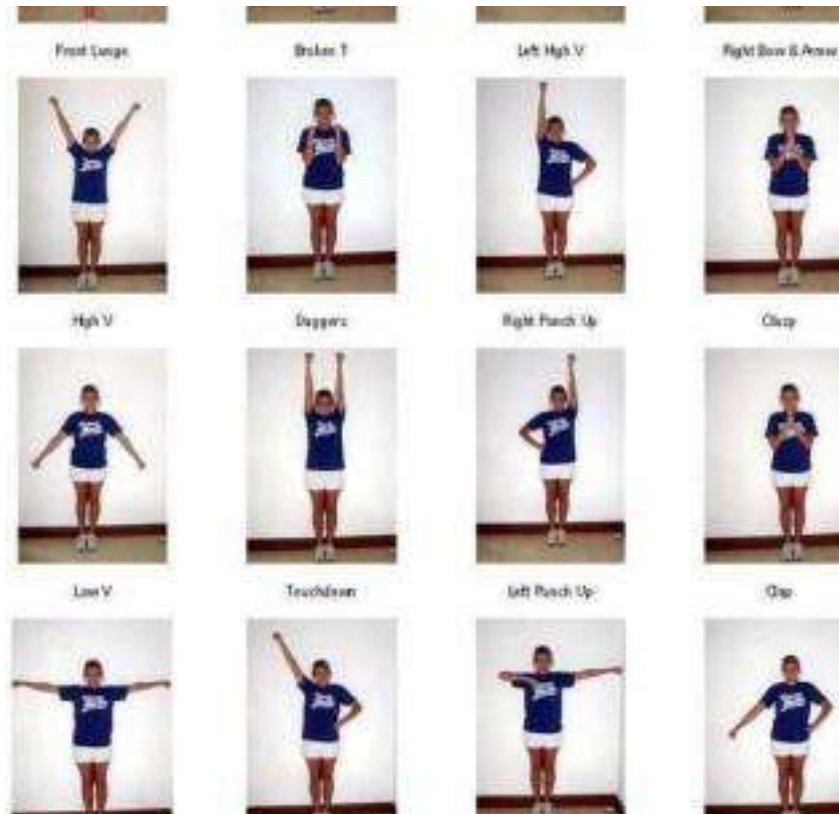 Front Lunge
Broken T
Left High V
Right Bow & Arrow
High V
Daggers
Right Punch Up
Clasp
Low V
Touchdown
Left Punch Up
Clap